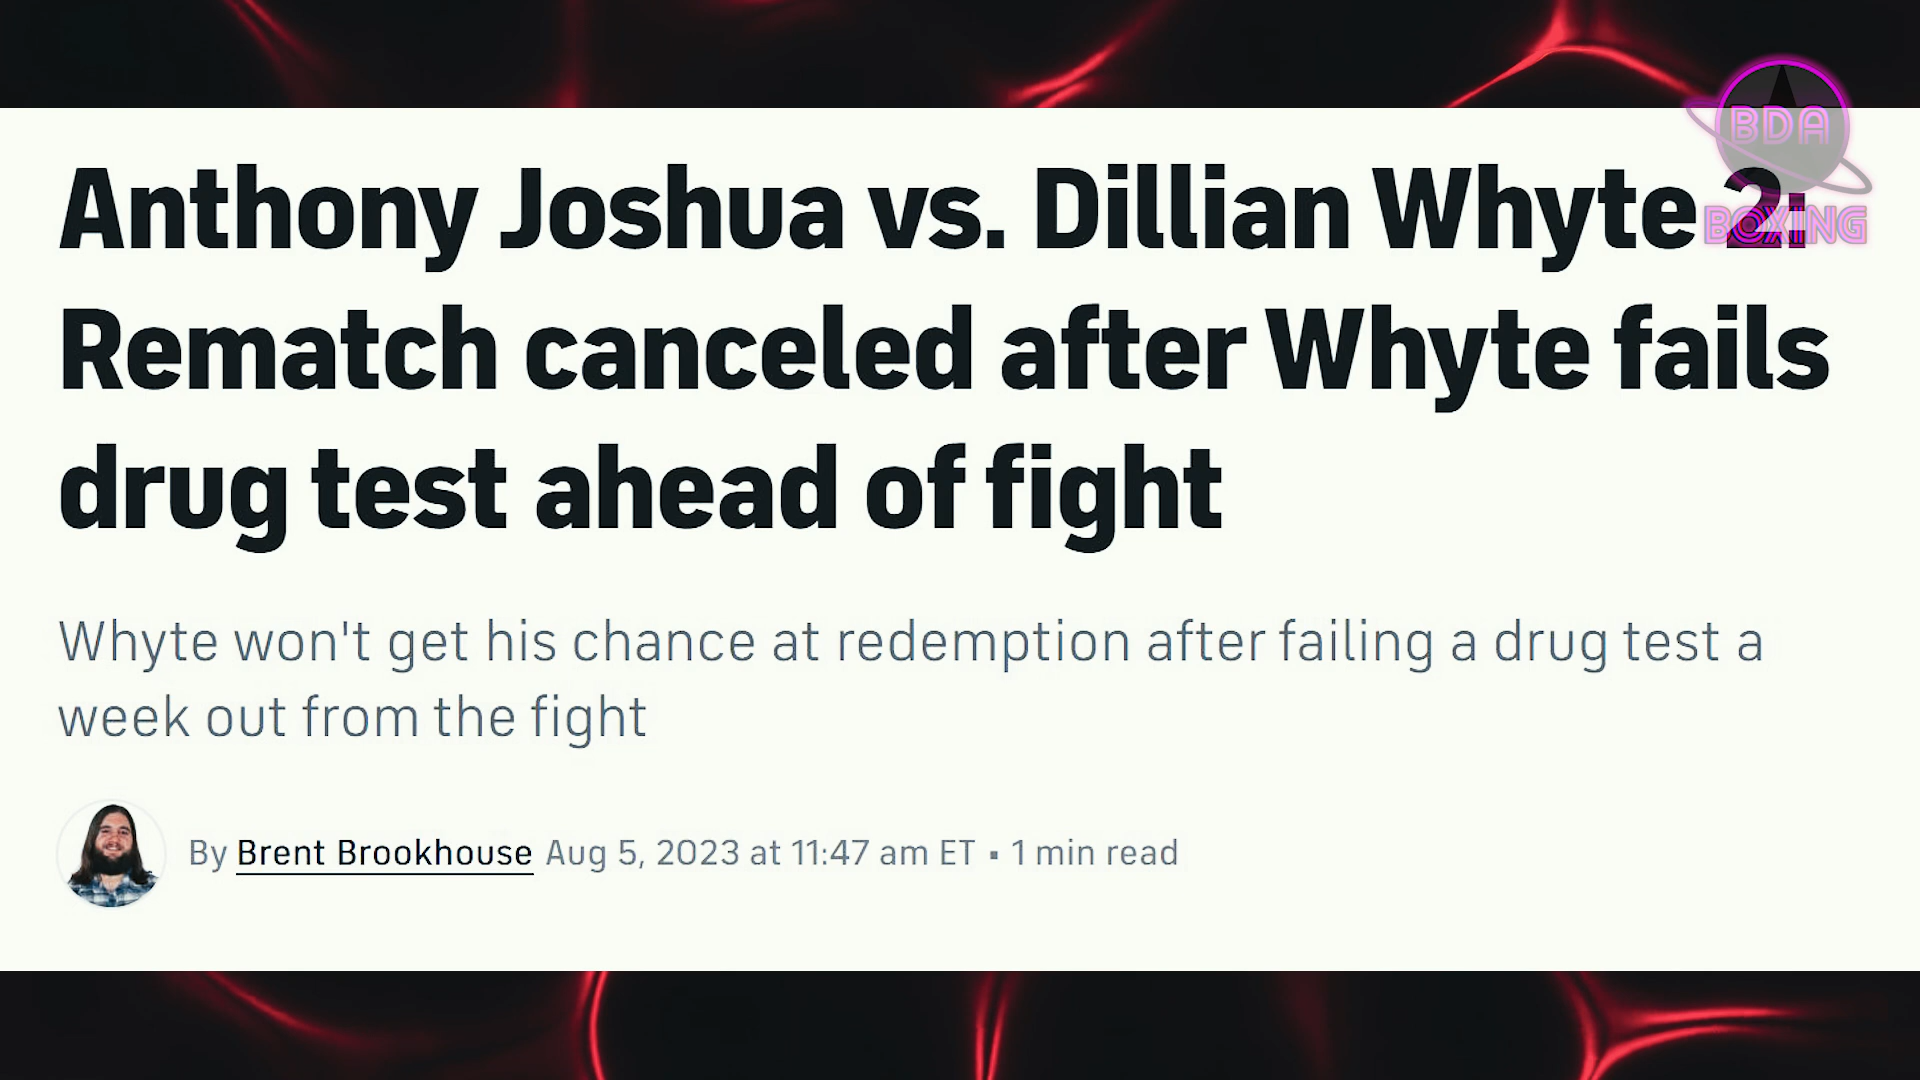 BDA
BOXING
Anthony Joshua vs. Dillian Whyte 2:
Rematch canceled after Whyte fails
drug test ahead of fight
Whyte won't get his chance at redemption after failing a drug test a
week out from the fight
By Brent Brookhouse Aug 5, 2023 at 11:47 am ET ▪ 1 min read